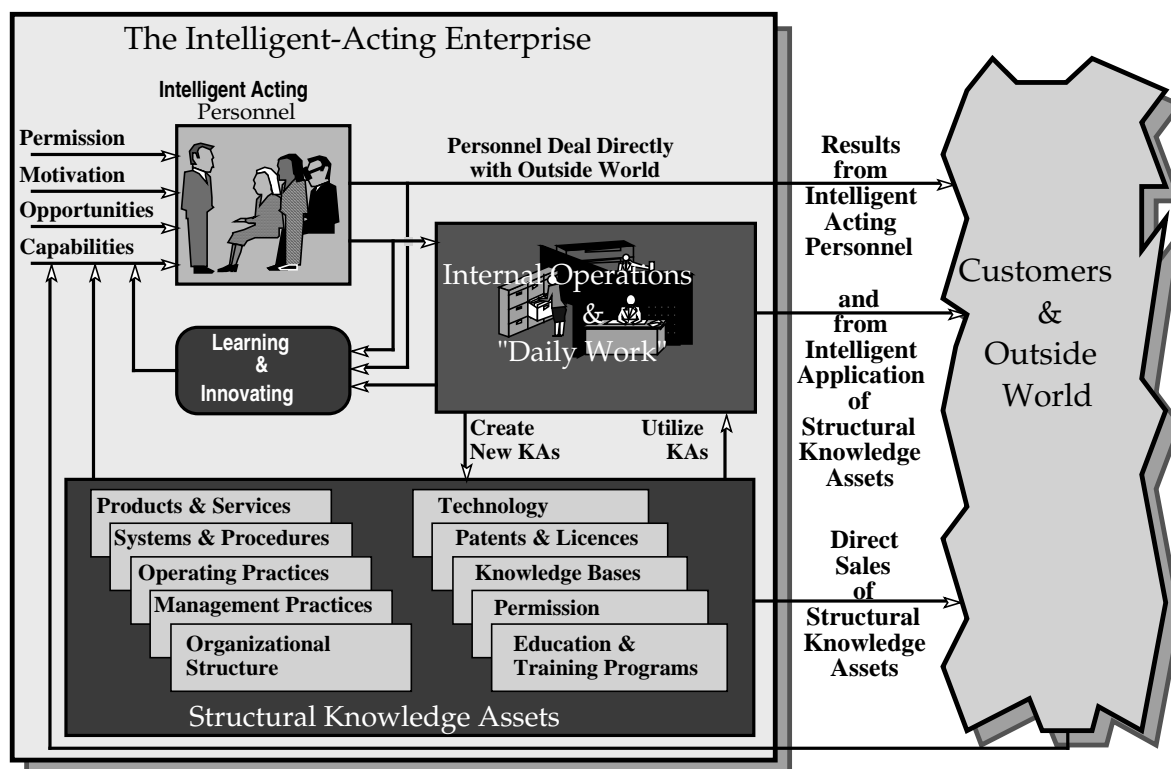 The Intelligent-Acting Enterprise
Intelligent Acting
Personnel
Permission
Motivation
Opportunities
Capabilities
Personnel Deal Directly
with Outside World
Results
from
Intelligent
Acting
Personnel
Internal Operations
&
"Daily Work"
Learning
&
Innovating
and
from
Intelligent
Application
of
Structural
Knowledge
Assets
Customers
&
Outside
World
Create
New KAs
Utilize
KAs
Products & Services
Systems & Procedures
Operating Practices
Management Practices
Organizational
Structure
Technology
Patents & Licences
Knowledge Bases
Permission
Education &
Training Programs
Structural Knowledge Assets
Direct
Sales
of
Structural
Knowledge
Assets